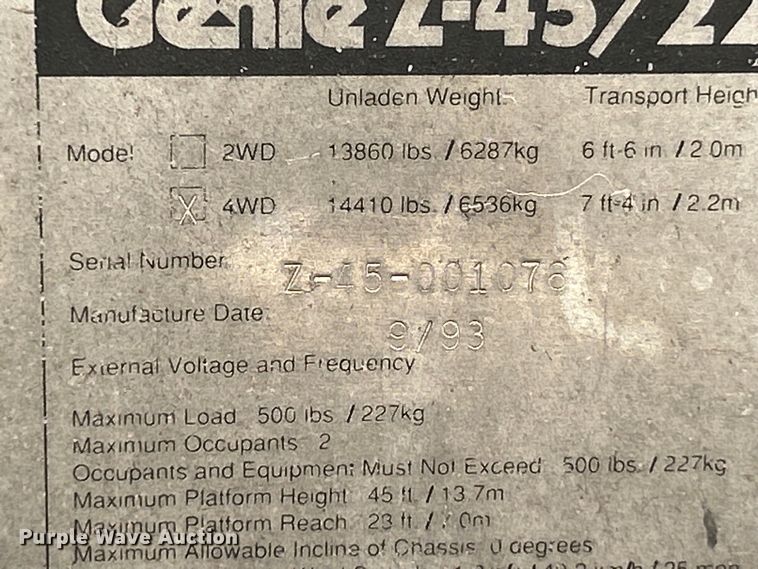 Genie Z-45/22
Unladen Weight Transport Heigh
Model 2WD 13860 lbs. / 6287kg 6 ft-6 in / 2.0m
X 4WD 14410 lbs. / 6536kg 7 ft-4 in / 2.2m
Serial Number Z-45-001076
Manufacture Date: 9/93
External Voltage and Frequency
Maximum Load 500 lbs / 227kg
Maximum Occupants 2
Occupants and Equipment Must Not Exceed 500 lbs. / 227kg
Maximum Platform Height 45 ft. / 13.7m
Maximum Platform Reach 23 ft /
Maximum Allowable Incline of Chassis 0 degrees
Purple Wave Auction